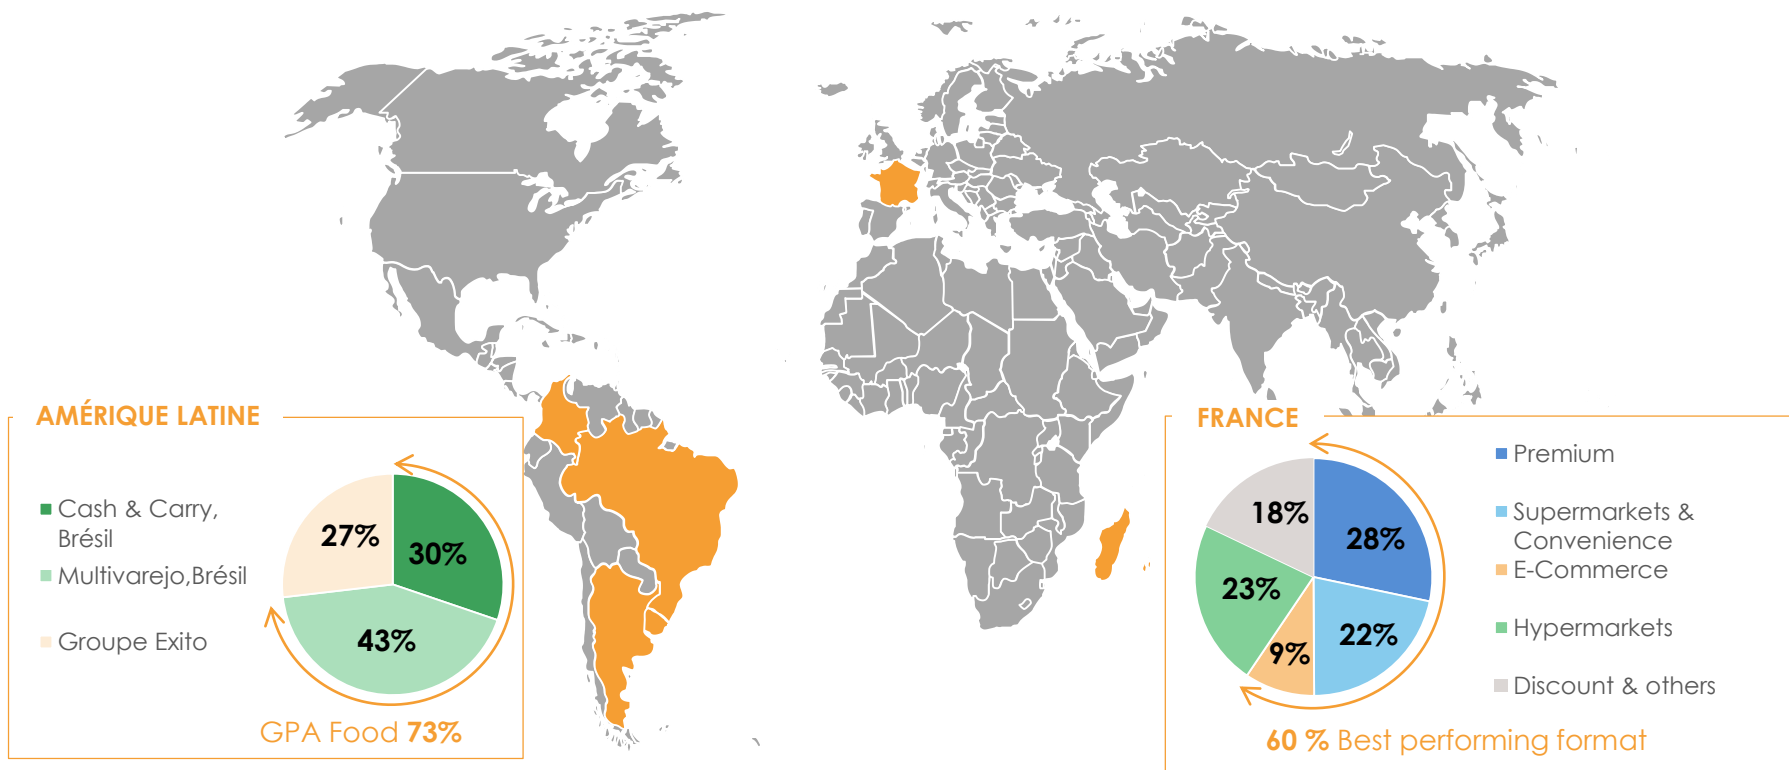 AMÉRIQUE LATINE
Cash & Carry,
Brésil
Multivarejo,Brésil
Groupe Exito
27%
30%
43%
GPA Food 73%
FRANCE
18%
28%
23%
22%
9%
Premium
Supermarkets &
Convenience
E-Commerce
Hypermarkets
Discount & others
60 % Best performing format